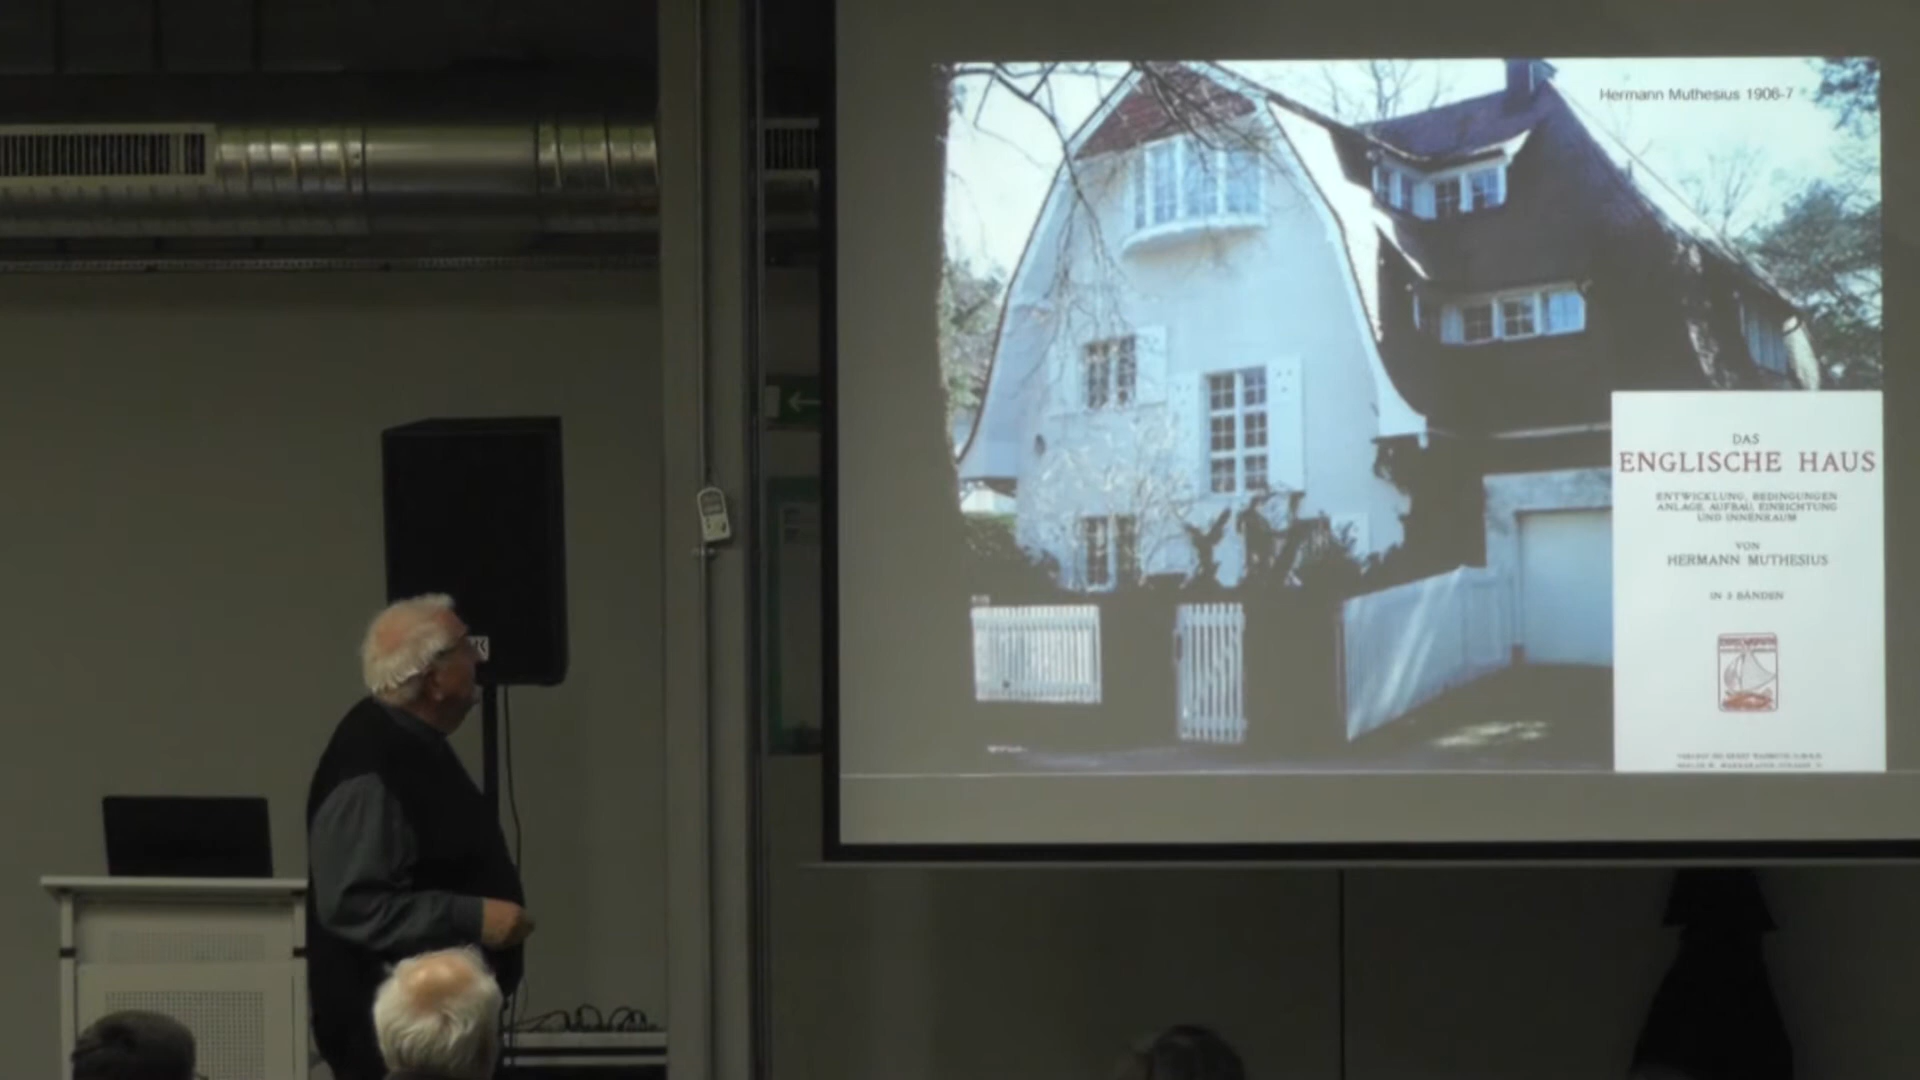 Hermann Muthesius 1906-7
DAS
ENGLISCHE HAUS
ENTWICKLUNG, BEDINGUNGEN
ANLAGE, AUFBAU, EINRICHTUNG
UND INNENRAUM
VON
HERMANN MUTHESIUS
IN 3 BÄNDEN